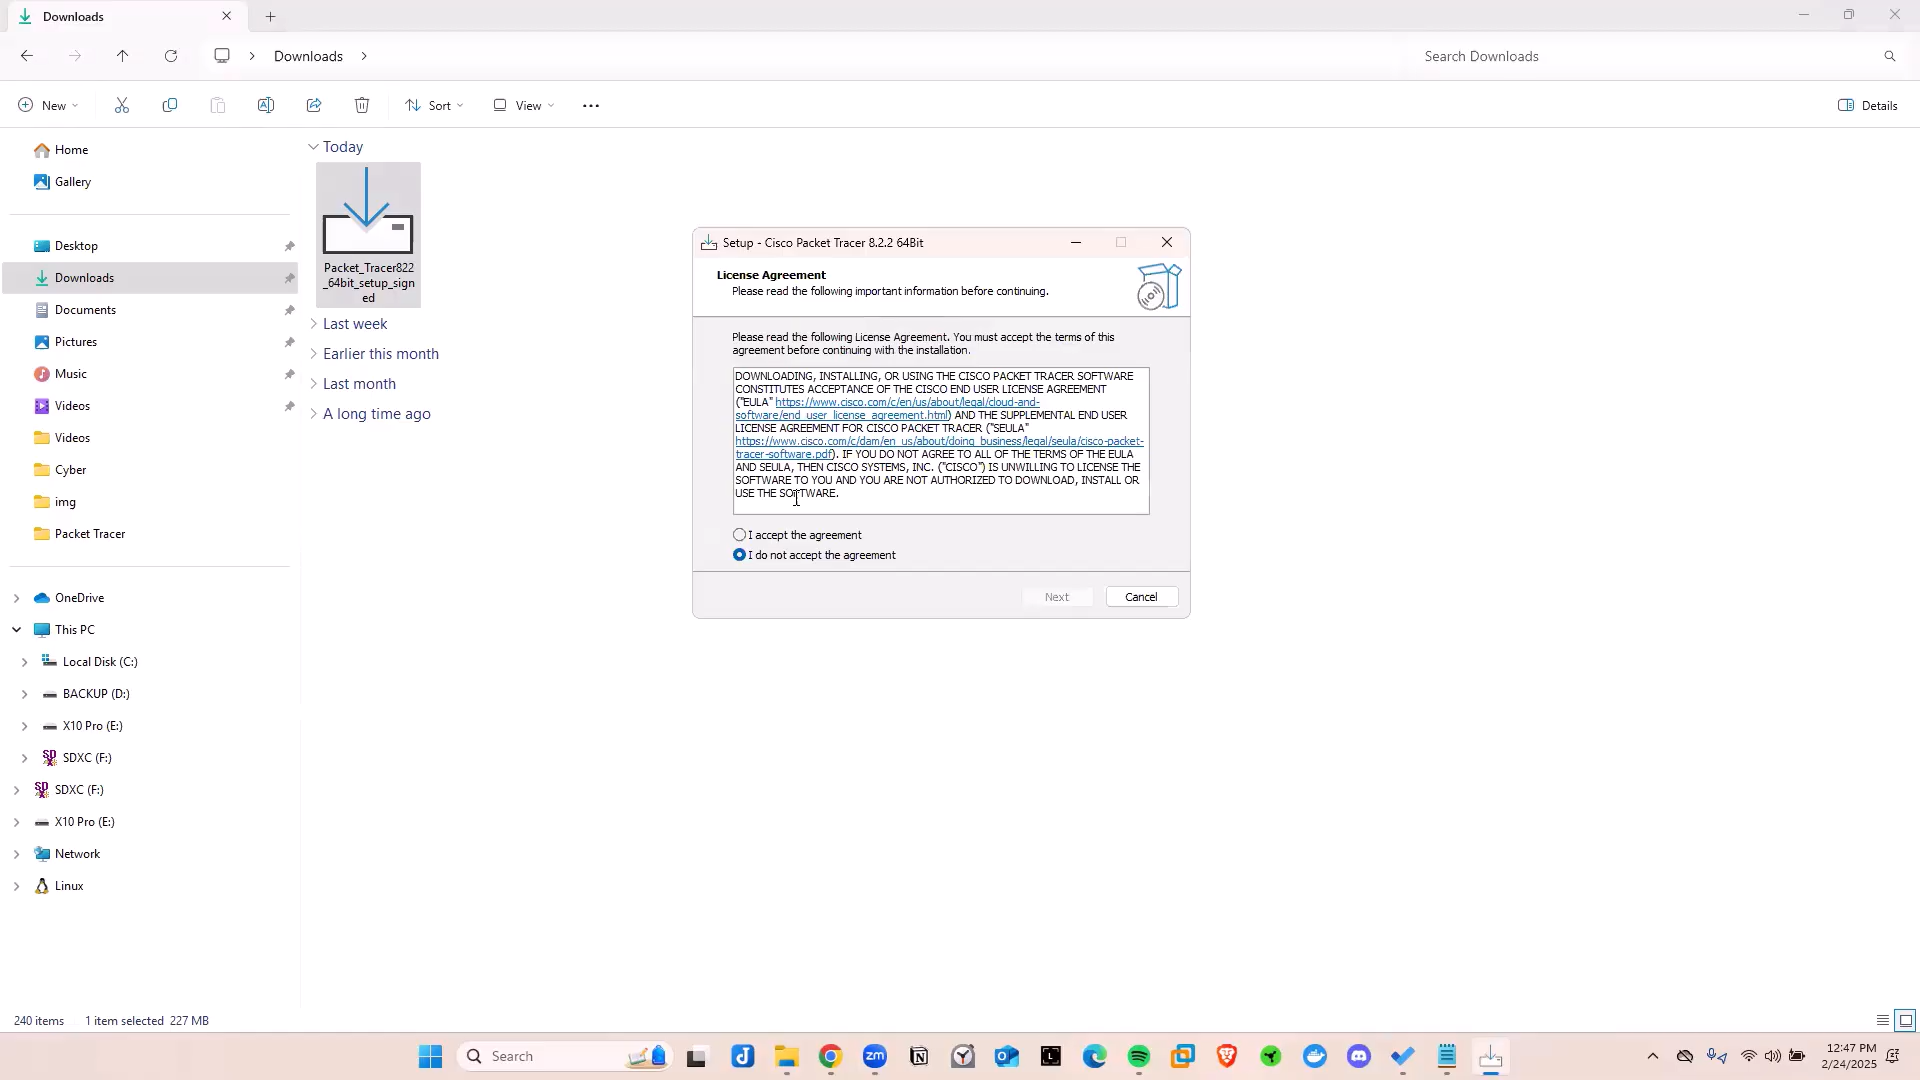 Downloads
Downloads
Search Downloads
New
Sort
View
Details
Home
Gallery
Desktop
Downloads
Documents
Pictures
Music
Videos
Videos
Cyber
img
Packet Tracer
OneDrive
This PC
Local Disk (C:)
BACKUP (D:)
X10 Pro (E:)
SDXC (F:)
SDXC (F:)
X10 Pro (E:)
Network
Linux
Today
Packet_Tracer822
_64bit_setup_sign
ed
Last week
Earlier this month
Last month
A long time ago
Setup - Cisco Packet Tracer 8.2.2 64Bit
License Agreement
Please read the following important information before continuing.
Please read the following License Agreement. You must accept the terms of this
agreement before continuing with the installation.
DOWNLOADING, INSTALLING, OR USING THE CISCO PACKET TRACER SOFTWARE
CONSTITUTES ACCEPTANCE OF THE CISCO END USER LICENSE AGREEMENT
("EULA" https://www.cisco.com/c/en/us/about/legal/cloud-and-
software/end_user_license_agreement.html) AND THE SUPPLEMENTAL END USER
LICENSE AGREEMENT FOR CISCO PACKET TRACER ("SEULA"
https://www.cisco.com/c/dam/en_us/about/doing_business/legal/seula/cisco-packet-
tracer-software.pdf). IF YOU DO NOT AGREE TO ALL OF THE TERMS OF THE EULA
AND SEULA, THEN CISCO SYSTEMS, INC. ("CISCO") IS UNWILLING TO LICENSE THE
SOFTWARE TO YOU AND YOU ARE NOT AUTHORIZED TO DOWNLOAD, INSTALL OR
USE THE SOFTWARE.
I accept the agreement
I do not accept the agreement
Next
Cancel
240 items
1 item selected 227 MB
Search
zm
12:47 PM
2/24/2025